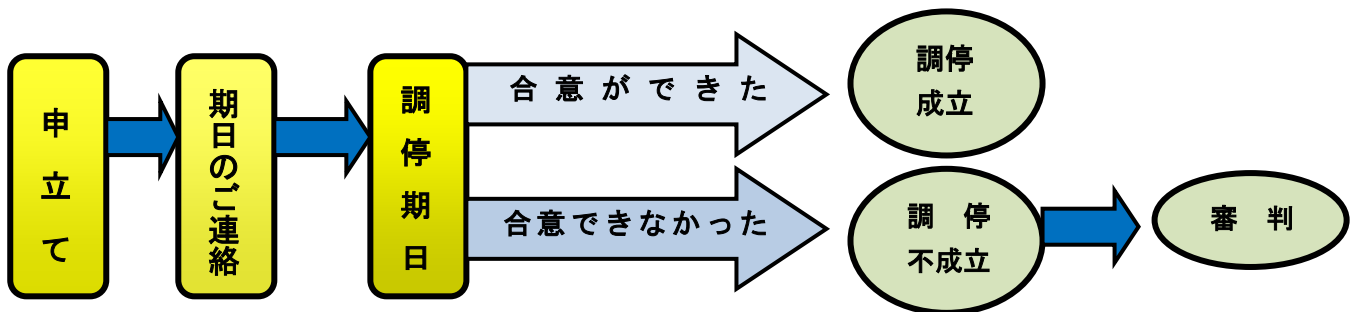 申立て
期日のご連絡
調停期日
合意ができた
調停
成立
合意できなかった
調停
不成立
審判